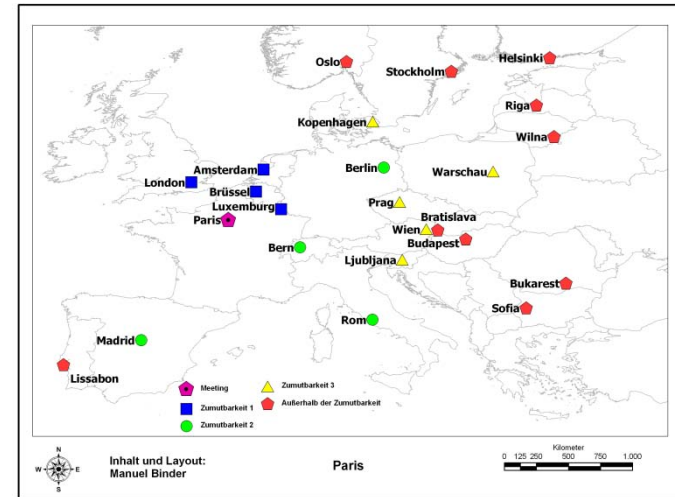 Oslo
Stockholm
Helsinki
Riga
Kopenhagen
Wilna
Amsterdam
Berlin
Warschau
London
Brüssel
Luxemburg
Prag
Paris
Bratislava
Wien
Budapest
Bern
Ljubljana
Bukarest
Sofia
Rom
Madrid
Lissabon
Meeting
Zumutbarkeit 1
Zumutbarkeit 2
Zumutbarkeit 3
Außerhalb der Zumutbarkeit
N
W E
S
Inhalt und Layout:
Manuel Binder
Paris
Kilometer
0 125 250 500 750 1.000